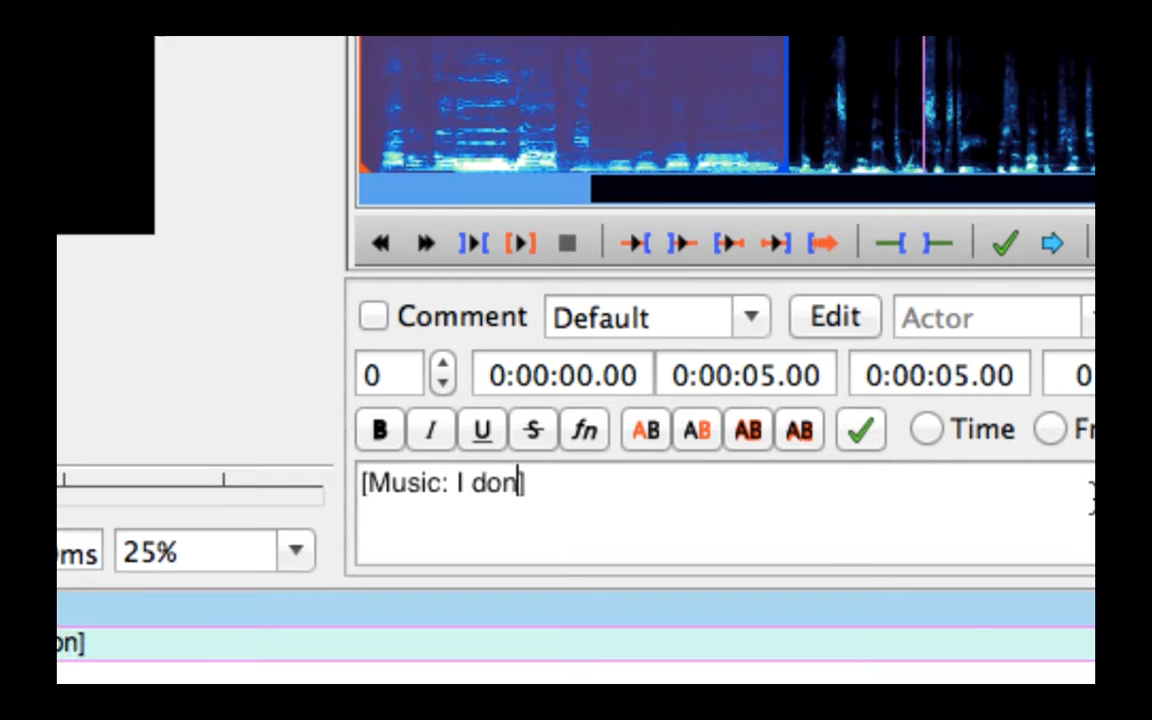 Comment Default Edit Actor
0 0:00:00.00 0:00:05.00 0:00:05.00 0
B I U S fn AB AB AB AB Time Fr
[Music: I don]
ms 25%
on]